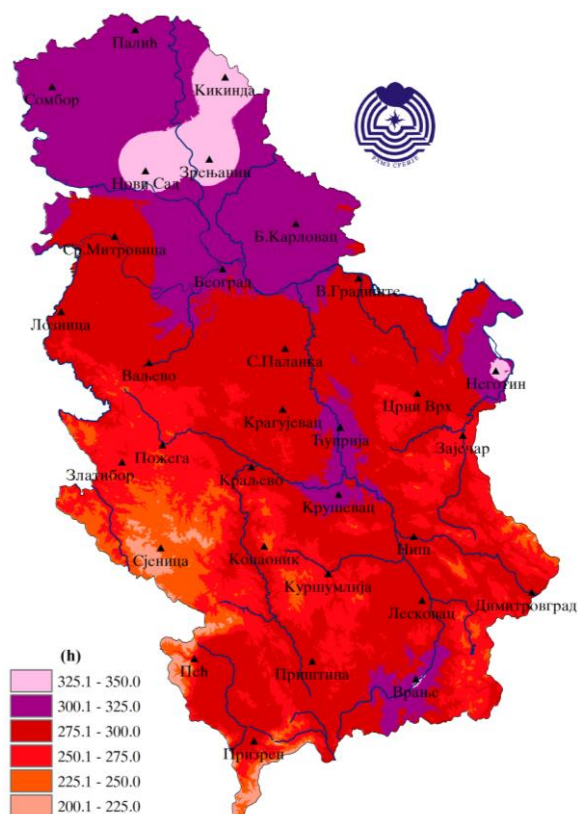 Палић
Кикинда
Сомбор
Зрењанин
Нови Сад
РХМЗ СРБИЈЕ
Б.Карловац
Ср.Митровица
Београд
В.Градиште
Лозница
С.Паланка
Ваљево
Неготин
Црни Врх
Крагујевац
Ћуприја
Зајечар
Пожега
Златибор
Краљево
Крушевац
Ниш
Сјеница
Копаоник
Куршумлија
Димитровград
Лесковац
Пећ
Приштина
Врање
Призрен
(h)
325.1 - 350.0
300.1 - 325.0
275.1 - 300.0
250.1 - 275.0
225.1 - 250.0
200.1 - 225.0